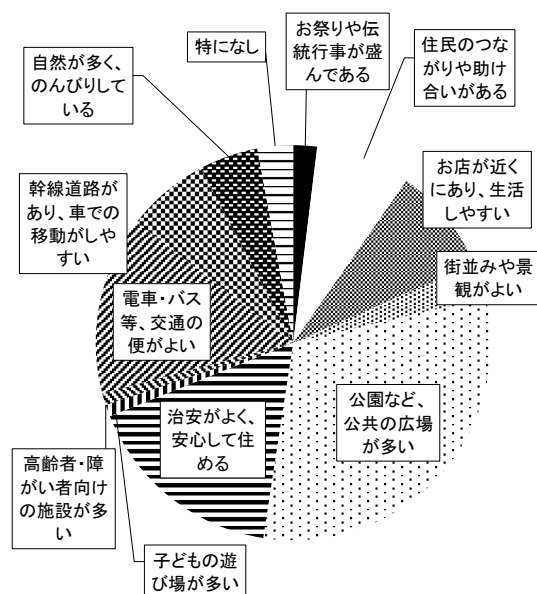 お祭りや伝
統行事が盛
んである
住民のつな
がりや助け
合いがある
お店が近く
にあり、生活
しやすい
街並みや景
観がよい
公園など、
公共の広場
が多い
治安がよく、
安心して住
める
子どもの遊
び場が多い
高齢者・障
がい者向け
の施設が多
い
電車・バス
等、交通の
便がよい
幹線道路が
あり、車での
移動がしや
すい
自然が多く、
のんびりして
いる
特になし